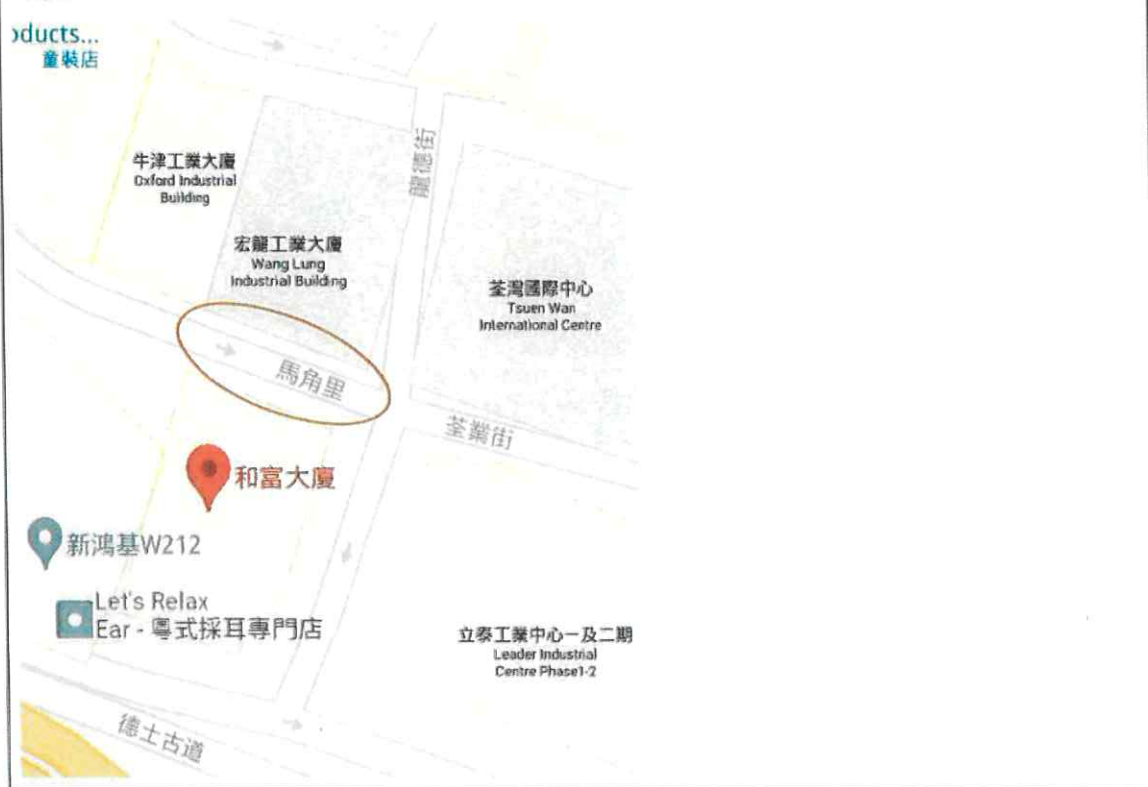 oducts...
童裝店
龍德街
牛津工業大廈
Oxford Industrial
Building
宏龍工業大廈
Wang Lung
Industrial Building
荃灣國際中心
Tsuen Wan
International Centre
馬角里
荃業街
和富大廈
新鴻基W212
Let's Relax
Ear - 粵式採耳專門店
立泰工業中心一及二期
Leader Industrial
Centre Phase1-2
德士古道